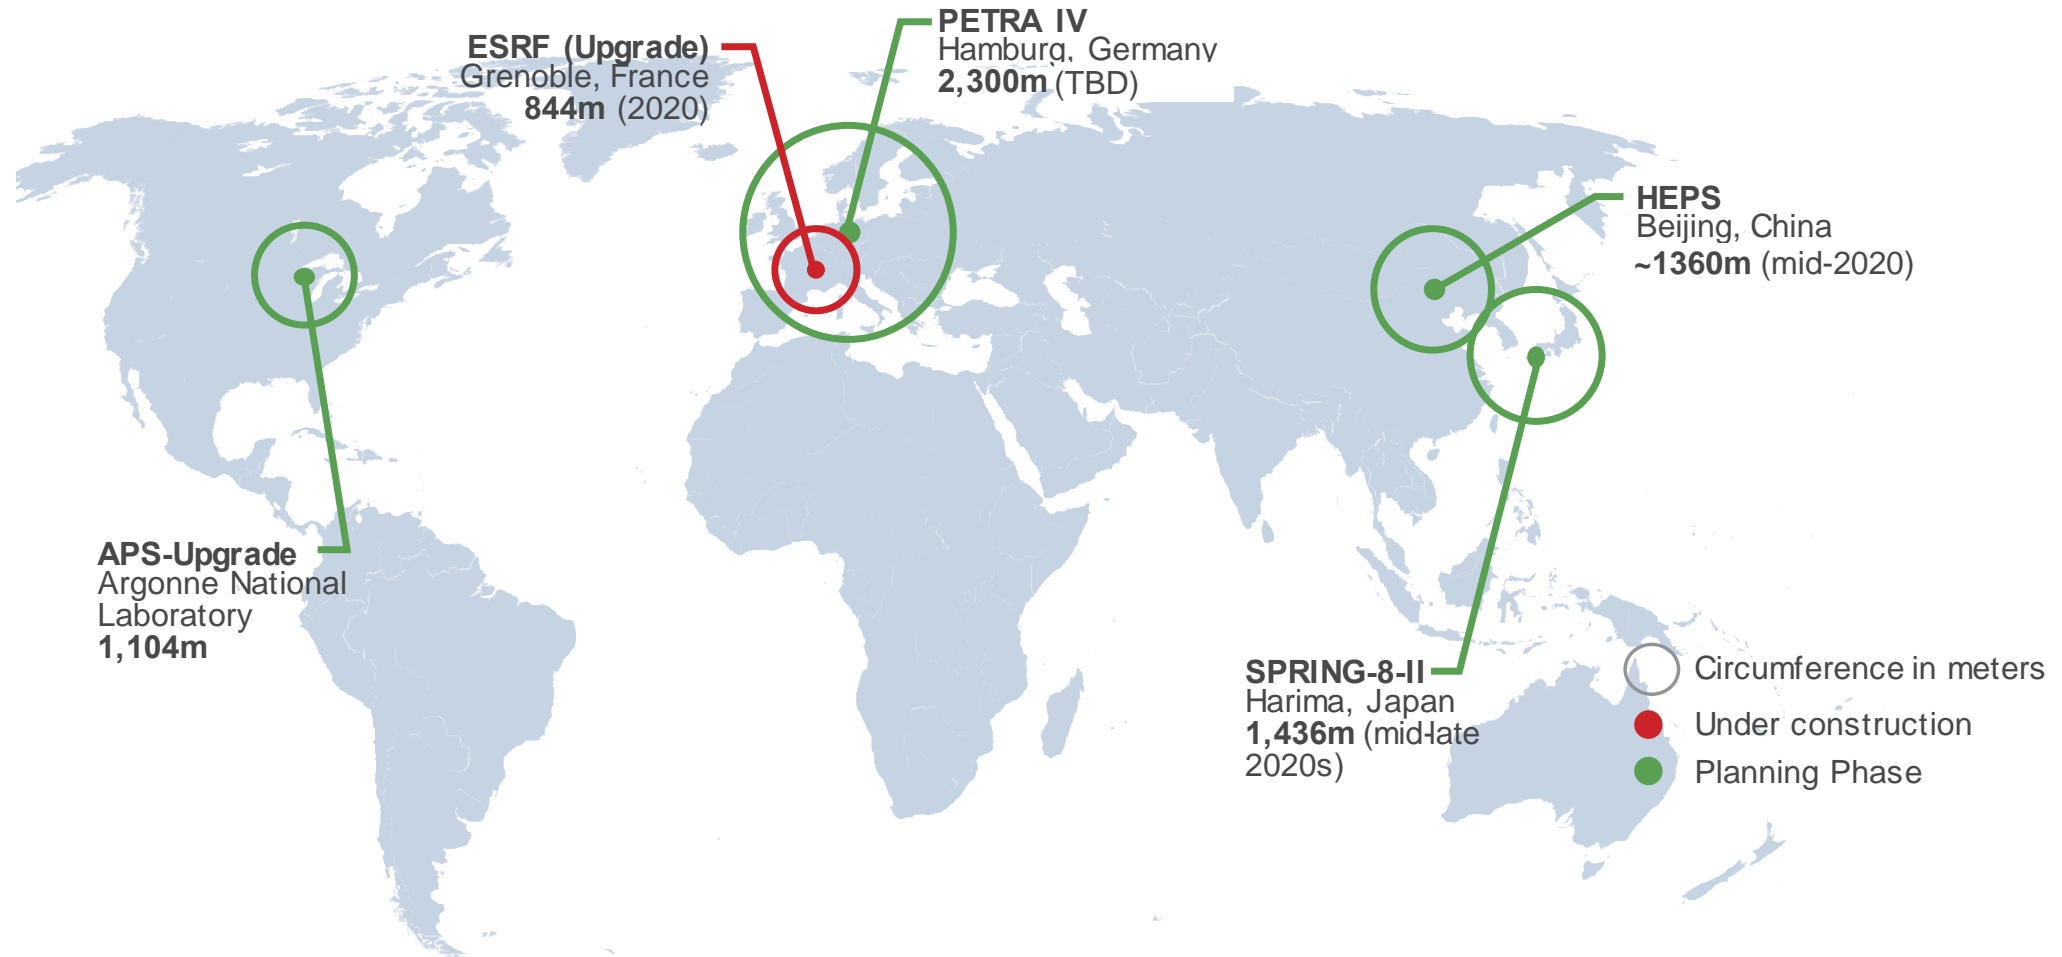 PETRA IV
Hamburg, Germany
2,300m (TBD)
ESRF (Upgrade)
Grenoble, France
844m (2020)
HEPS
Beijing, China
~1360m (mid-2020)
APS-Upgrade
Argonne National
Laboratory
1,104m
SPRING-8-II
Harima, Japan
1,436m (mid-late
2020s)
Circumference in meters
Under construction
Planning Phase